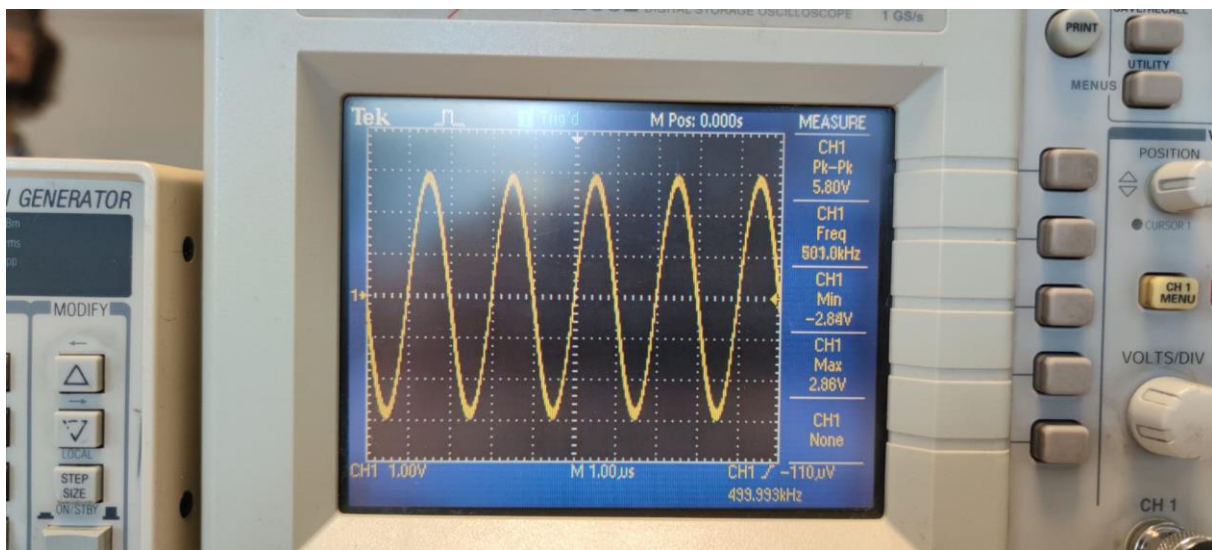 DIGITAL STORAGE OSCILLOSCOPE
1 GS/s
SAVE/RECALL
PRINT
UTILITY
MENUS
Tek Trig'd M Pos: 0.000s MEASURE
CH1
Pk-Pk
5.80V
CH1
Freq
501.0kHz
CH1
Min
-2.84V
CH1
Max
2.86V
CH1
None
1
CH1 1.00V M 1.00µs CH1 -110µV
499.993kHz
GENERATOR
MODIFY
LOCAL
STEP
SIZE
ON/STBY
POSITION
CURSOR 1
CH 1
MENU
VOLTS/DIV
CH 1